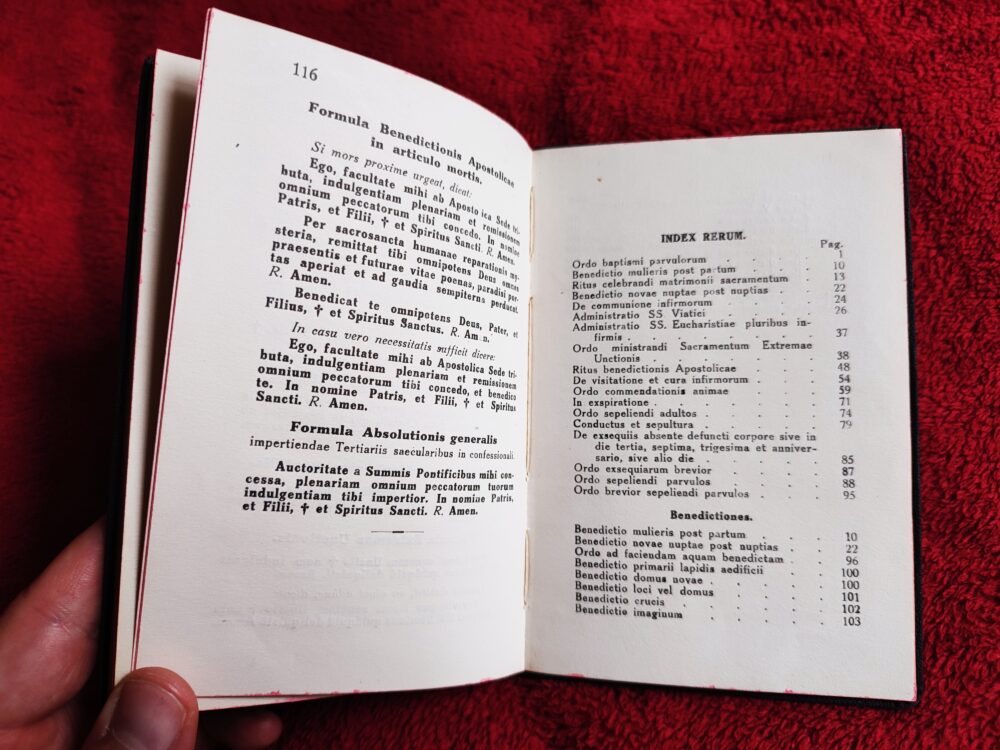 116
Formula Benedictionis Apostolicae
in articulo mortis.
Si mors proxime urgeat, dicat:
Ego, facultate mihi ab Aposto ica Sede tri-
buta, indulgentiam plenariam et remissionem
omnium peccatorum tibi concedo. In nomine
Patris, et Filii, † et Spiritus Sancti. R. Amen.
Per sacrosancta humanae reparationis my-
steria, remittat tibi omnipotens Deus omnes
praesentis et futurae vitae poenas, paradisi por-
tas aperiat et ad gaudia sempiterna perducat.
R. Amen.
Benedicat te omnipotens Deus, Pater, et
Filius, † et Spiritus Sanctus. R. Am n.
In casu vero necessitatis sufficit dicere:
Ego, facultate mihi ab Apostolica Sede tri-
buta, indulgentiam plenariam et remissionem
omnium peccatorum tibi concedo, et benedico
te. In nomine Patris, et Filii, † et Spiritus
Sancti. R. Amen.
Formula Absolutionis generalis
impertiendae Tertiariis saecularibus in confessionali.
Auctoritate a Summis Pontificibus mihi con-
cessa, plenariam omnium peccatorum tuorum
indulgentiam tibi impertior. In nomine Patris,
et Filii, † et Spiritus Sancti. R. Amen.
INDEX RERUM.
Pag.
Ordo baptismi parvulorum . . . . 1
Benedictio mulieris post partum . . . 10
Ritus celebrandi matrimonii sacramentum . 13
Benedictio novae nuptae post nuptias . . 22
De communione infirmorum . . . 24
Administratio SS Viatici . . . . 26
Administratio SS. Eucharistiae pluribus in-
firmis . . . . . . 37
Ordo ministrandi Sacramentum Extremae
Unctionis . . . . . 38
Ritus benedictionis Apostolicae . . . 48
De visitatione et cura infirmorum . . . 54
Ordo commendationis animae . . . 59
In exspiratione . . . . . 71
Ordo sepeliendi adultos . . . . 74
Conductus et sepultura . . . . 79
De exsequiis absente defuncti corpore sive in
die tertia, septima, trigesima et anniver-
sario, sive alio die . . . . 85
Ordo exsequiarum brevior . . . 87
Ordo sepeliendi parvulos . . . . 88
Ordo brevior sepeliendi parvulos . . . 95
Benedictiones.
Benedictio mulieris post partum . . . 10
Benedictio novae nuptae post nuptias . . 22
Ordo ad faciendam aquam benedictam . . 96
Benedictio primarii lapidis aedificii . . 100
Benedictio domus novae . . . . 100
Benedictio loci vel domus . . . 101
Benedictio crucis . . . . . 102
Benedictio imaginum . . . . 103